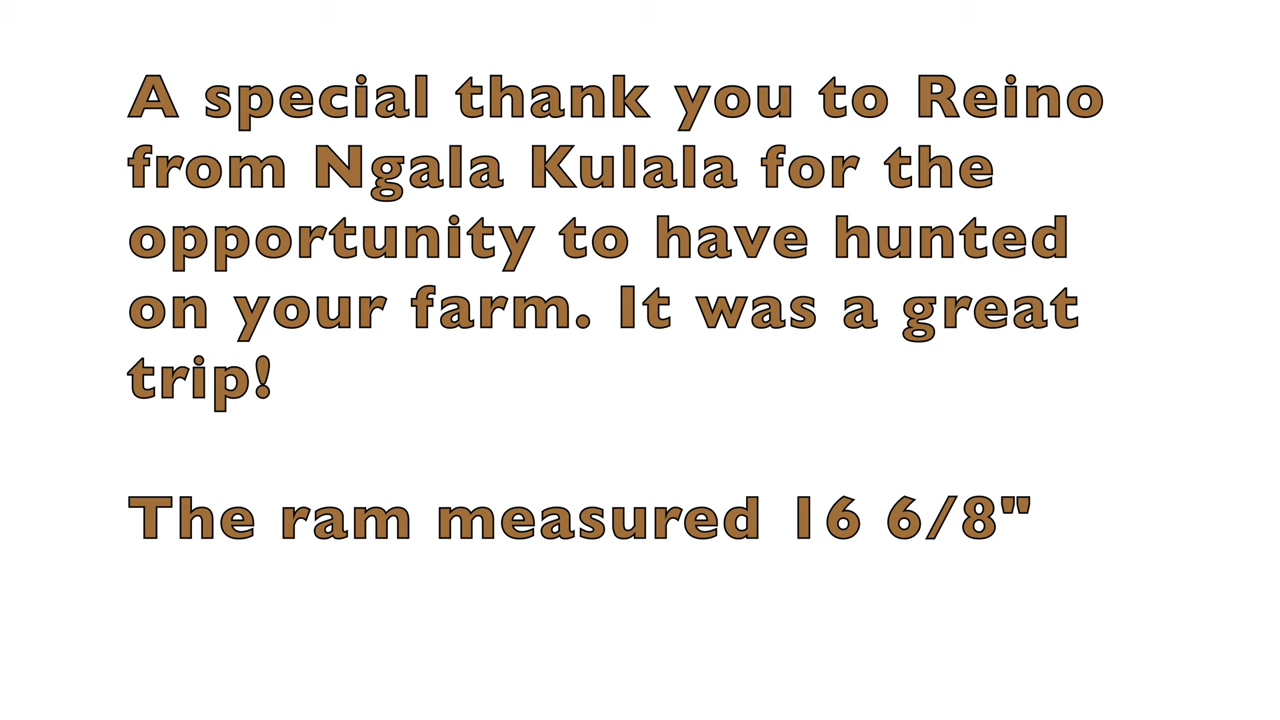 A special thank you to Reino
from Ngala Kulala for the
opportunity to have hunted
on your farm. It was a great
trip!
The ram measured 16 6/8"